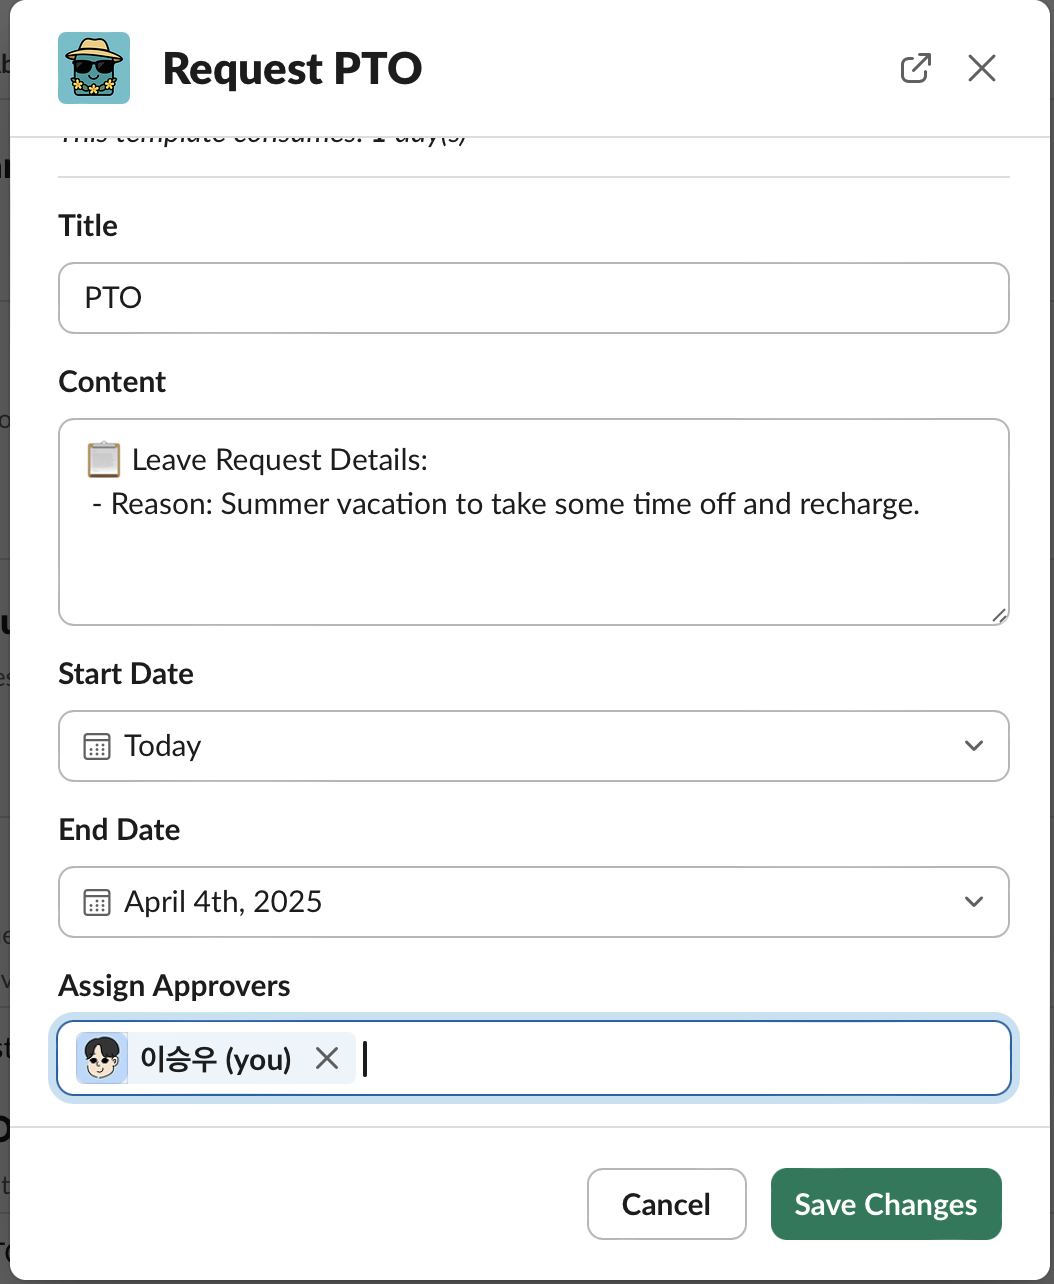 Request PTO
This template consumes: 1 day(s)
Title
PTO
Content
📋 Leave Request Details:
- Reason: Summer vacation to take some time off and recharge.
Start Date
Today
End Date
April 4th, 2025
Assign Approvers
이승우 (you)
Cancel
Save Changes